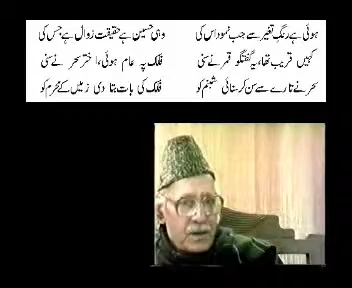 ہوئی ہے رنگِ تغیر سے جب نمود اس کی وہی حسین ہے حقیقت زوال ہے جس کی
کہیں قریب تھا، یہ گفتگو قمر نے سنی فلک پہ عام ہوئی، اخترِ سحر نے سنی
سحر نے تارے سے سن کر سنائی شبنم کو فلک کی بات بتا دی زمیں کے محرم کو